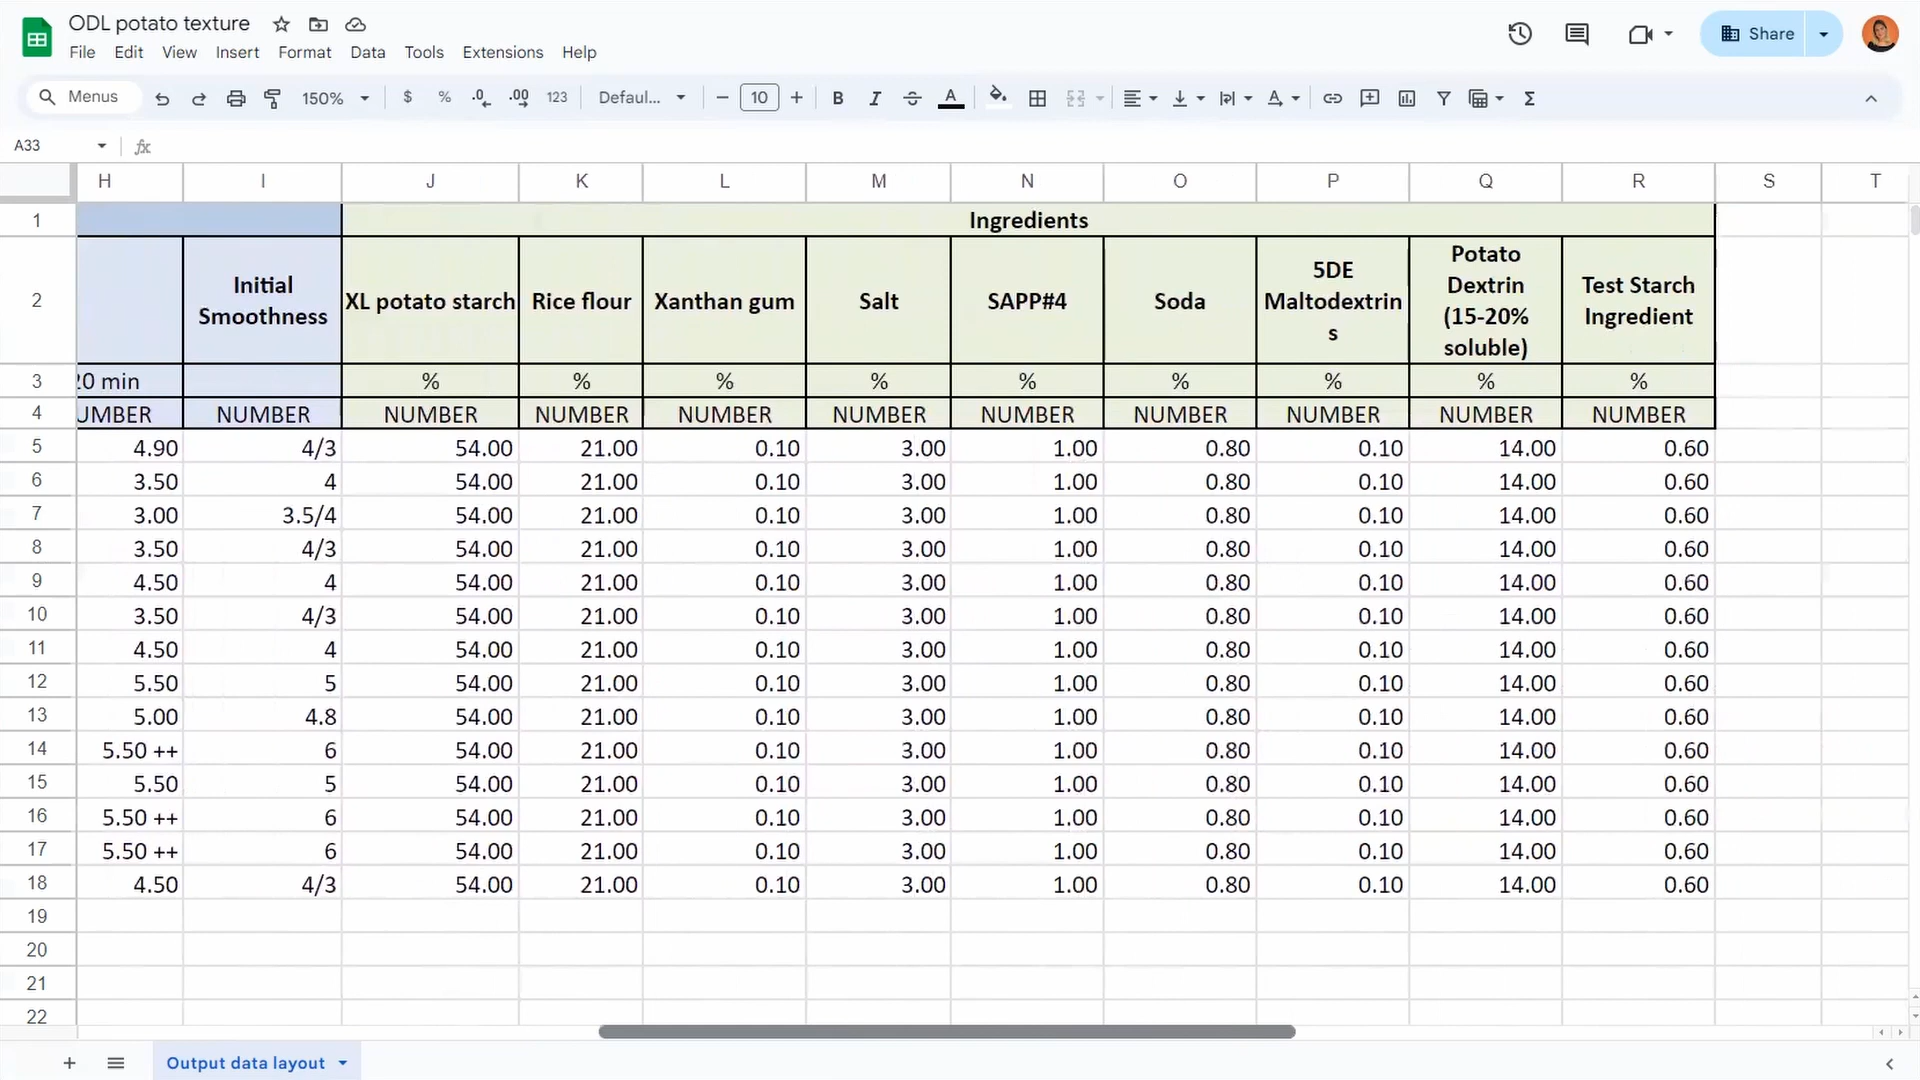 ODL potato texture
File Edit View Insert Format Data Tools Extensions Help
Share
Menus 150% $ % .0 .00 123 Defaul... 10 B I A Σ
A33 fx
H I J K L M N O P Q R S T
1 Ingredients
2 Initial Smoothness XL potato starch Rice flour Xanthan gum Salt SAPP#4 Soda 5DE Maltodextrins Potato Dextrin (15-20% soluble) Test Starch Ingredient
3 20 min % % % % % % % % %
4 UMBER NUMBER NUMBER NUMBER NUMBER NUMBER NUMBER NUMBER NUMBER NUMBER NUMBER
5 4.90 4/3 54.00 21.00 0.10 3.00 1.00 0.80 0.10 14.00 0.60
6 3.50 4 54.00 21.00 0.10 3.00 1.00 0.80 0.10 14.00 0.60
7 3.00 3.5/4 54.00 21.00 0.10 3.00 1.00 0.80 0.10 14.00 0.60
8 3.50 4/3 54.00 21.00 0.10 3.00 1.00 0.80 0.10 14.00 0.60
9 4.50 4 54.00 21.00 0.10 3.00 1.00 0.80 0.10 14.00 0.60
10 3.50 4/3 54.00 21.00 0.10 3.00 1.00 0.80 0.10 14.00 0.60
11 4.50 4 54.00 21.00 0.10 3.00 1.00 0.80 0.10 14.00 0.60
12 5.50 5 54.00 21.00 0.10 3.00 1.00 0.80 0.10 14.00 0.60
13 5.00 4.8 54.00 21.00 0.10 3.00 1.00 0.80 0.10 14.00 0.60
14 5.50 ++ 6 54.00 21.00 0.10 3.00 1.00 0.80 0.10 14.00 0.60
15 5.50 5 54.00 21.00 0.10 3.00 1.00 0.80 0.10 14.00 0.60
16 5.50 ++ 6 54.00 21.00 0.10 3.00 1.00 0.80 0.10 14.00 0.60
17 5.50 ++ 6 54.00 21.00 0.10 3.00 1.00 0.80 0.10 14.00 0.60
18 4.50 4/3 54.00 21.00 0.10 3.00 1.00 0.80 0.10 14.00 0.60
19
20
21
22
Output data layout